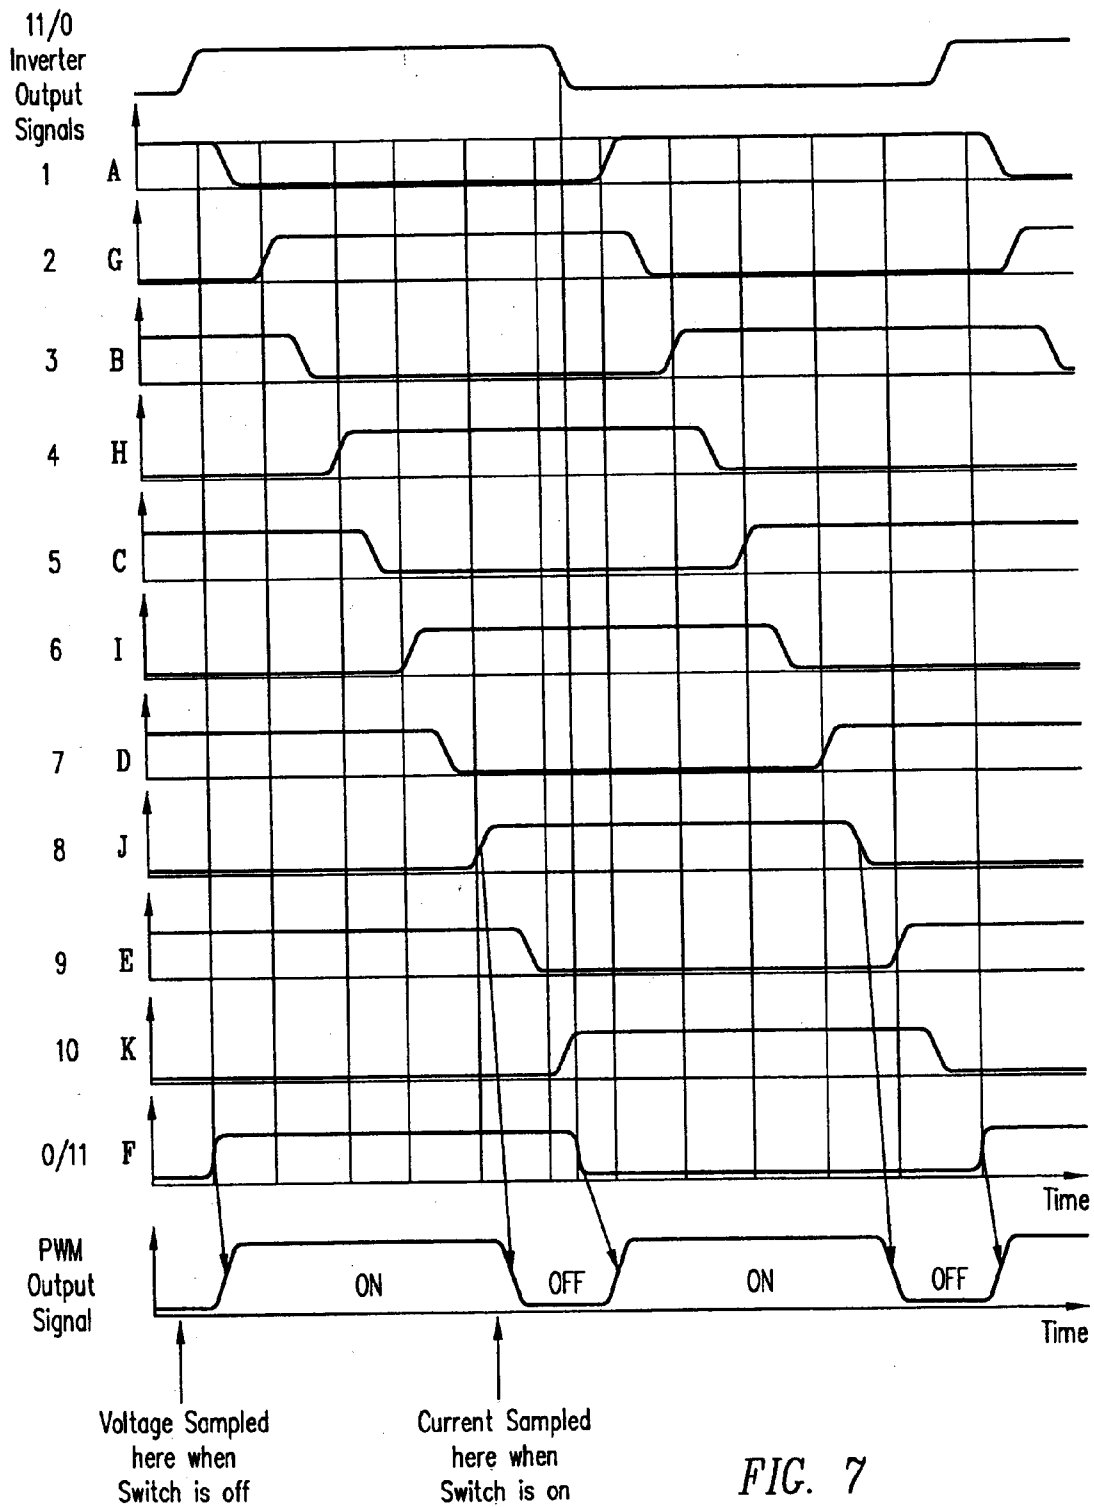 11/0
Inverter
Output
Signals
1 A
2 G
3 B
4 H
5 C
6 I
7 D
8 J
9 E
10 K
0/11 F
Time
PWM
Output
Signal
ON OFF ON OFF
Time
Voltage Sampled
here when
Switch is off
Current Sampled
here when
Switch is on
FIG. 7